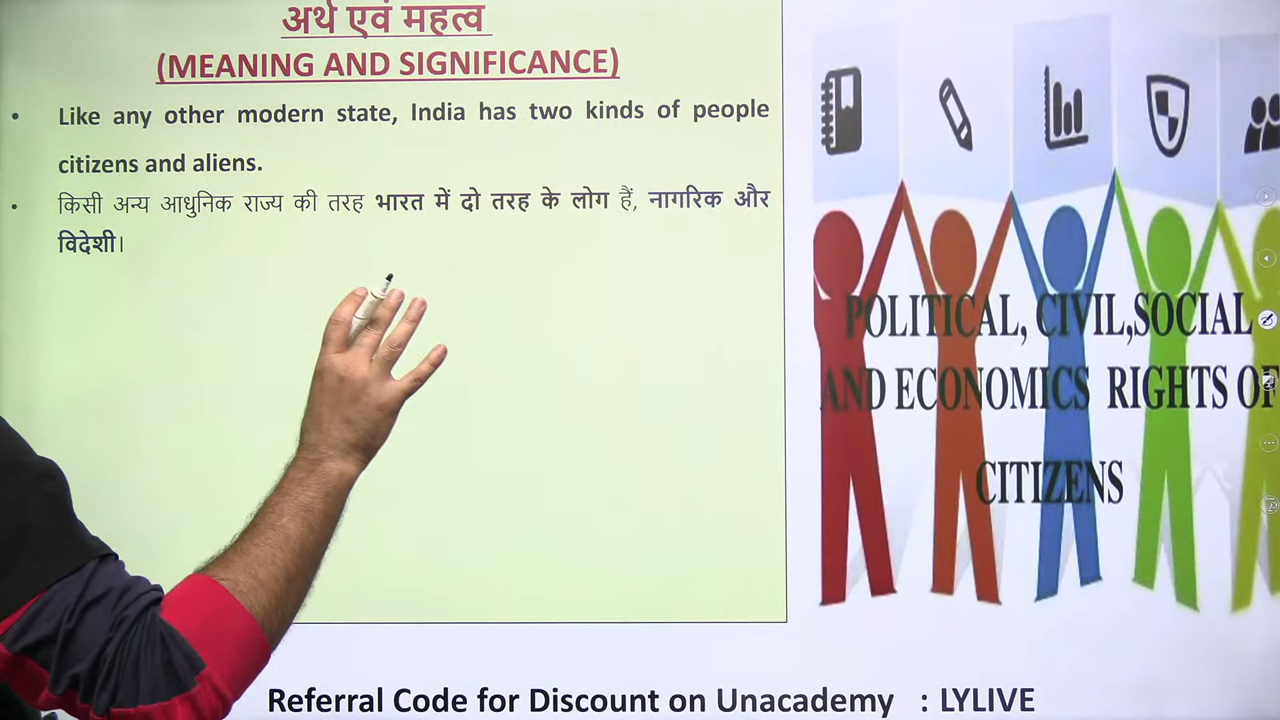 अर्थ एवं महत्व
(MEANING AND SIGNIFICANCE)
• Like any other modern state, India has two kinds of people
citizens and aliens.
• किसी अन्य आधुनिक राज्य की तरह भारत में दो तरह के लोग हैं, नागरिक और
विदेशी।
POLITICAL, CIVIL,SOCIAL
AND ECONOMICS RIGHTS OF
CITIZENS
Referral Code for Discount on Unacademy : LYLIVE